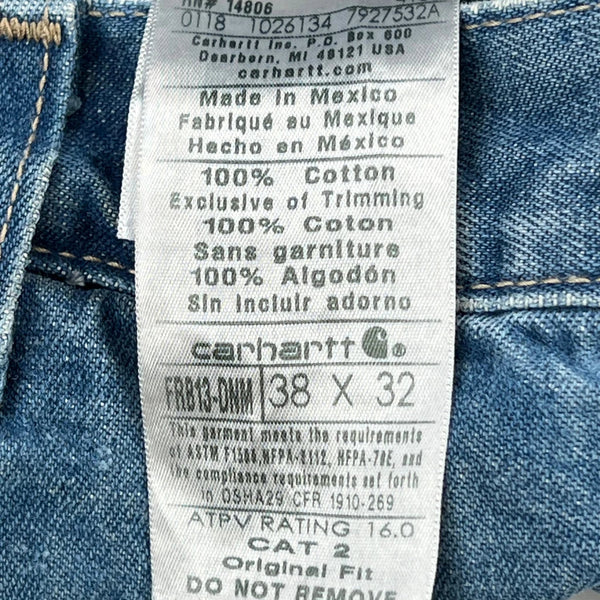 RN# 14806
0118 1026134 7927532A
Carhartt Inc. P.O. Box 600
Dearborn, MI 48121 USA
carhartt.com
Made in Mexico
Fabriqué au Mexique
Hecho en México
100% Cotton
Exclusive of Trimming
100% Coton
Sans garniture
100% Algodón
Sin incluir adorno
carhartt ®
FRB13-DNM 38 X 32
This garment meets the requirements
of ASTM F1506, NFPA-2112, NFPA-70E, and
the compliance requirements set forth
in OSHA29 CFR 1910-269
ATPV RATING 16.0
CAT 2
Original Fit
DO NOT REMOVE